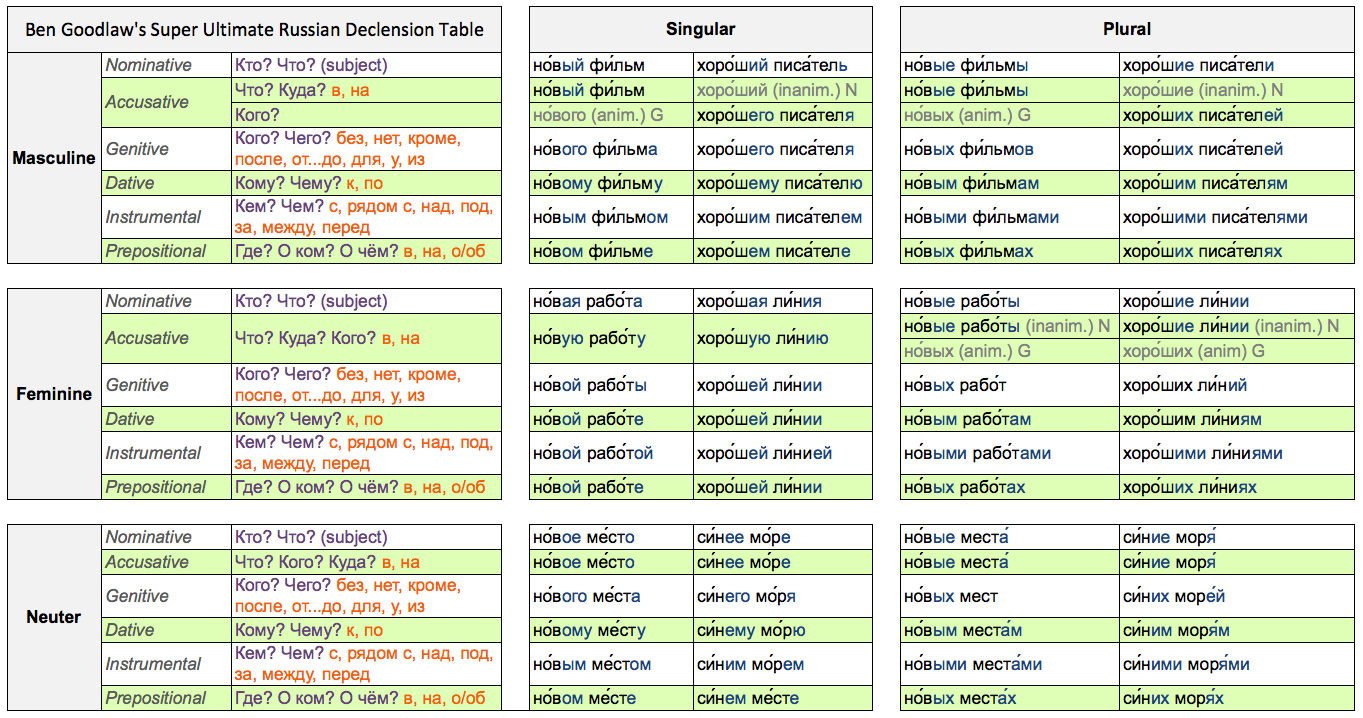 Ben Goodlaw's Super Ultimate Russian Declension Table Singular Plural
Masculine
Nominative Кто? Что? (subject) но́вый фи́льм хоро́ший писа́тель но́вые фи́льмы хоро́шие писа́тели
Accusative Что? Куда? в, на но́вый фи́льм хоро́ший (inanim.) N но́вые фи́льмы хоро́шие (inanim.) N
Кого? но́вого (anim.) G хоро́шего писа́теля но́вых (anim.) G хоро́ших писа́телей
Genitive Кого? Чего? без, нет, кроме,
после, от...до, для, у, из но́вого фи́льма хоро́шего писа́теля но́вых фи́льмов хоро́ших писа́телей
Dative Кому? Чему? к, по но́вому фи́льму хоро́шему писа́телю но́вым фи́льмам хоро́шим писа́телям
Instrumental Кем? Чем? с, рядом с, над, под,
за, между, перед но́вым фи́льмом хоро́шим писа́телем но́выми фи́льмами хоро́шими писа́телями
Prepositional Где? О ком? О чём? в, на, о/об но́вом фи́льме хоро́шем писа́теле но́вых фи́льмах хоро́ших писа́телях
Feminine
Nominative Кто? Что? (subject) но́вая рабо́та хоро́шая ли́ния но́вые рабо́ты хоро́шие ли́нии
Accusative Что? Куда? Кого? в, на но́вую рабо́ту хоро́шую ли́нию но́вые рабо́ты (inanim.) N хоро́шие ли́нии (inanim.) N
но́вых (anim.) G хоро́ших (anim) G
Genitive Кого? Чего? без, нет, кроме,
после, от...до, для, у, из но́вой рабо́ты хоро́шей ли́нии но́вых рабо́т хоро́ших ли́ний
Dative Кому? Чему? к, по но́вой рабо́те хоро́шей ли́нии но́вым рабо́там хоро́шим ли́ниям
Instrumental Кем? Чем? с, рядом с, над, под,
за, между, перед но́вой рабо́той хоро́шей ли́нией но́выми рабо́тами хоро́шими ли́ниями
Prepositional Где? О ком? О чём? в, на, о/об но́вой рабо́те хоро́шей ли́нии но́вых рабо́тах хоро́ших ли́ниях
Neuter
Nominative Кто? Что? (subject) но́вое ме́сто си́нее мо́ре но́вые места́ си́ние моря́
Accusative Что? Кого? Куда? в, на но́вое ме́сто си́нее мо́ре но́вые места́ си́ние моря́
Genitive Кого? Чего? без, нет, кроме,
после, от...до, для, у, из но́вого ме́ста си́него мо́ря но́вых мест си́них море́й
Dative Кому? Чему? к, по но́вому ме́сту си́нему мо́рю но́вым места́м си́ним моря́м
Instrumental Кем? Чем? с, рядом с, над, под,
за, между, перед но́вым ме́стом си́ним мо́рем но́выми места́ми си́ними моря́ми
Prepositional Где? О ком? О чём? в, на, о/об но́вом ме́сте си́нем ме́сте но́вых места́х си́них моря́х